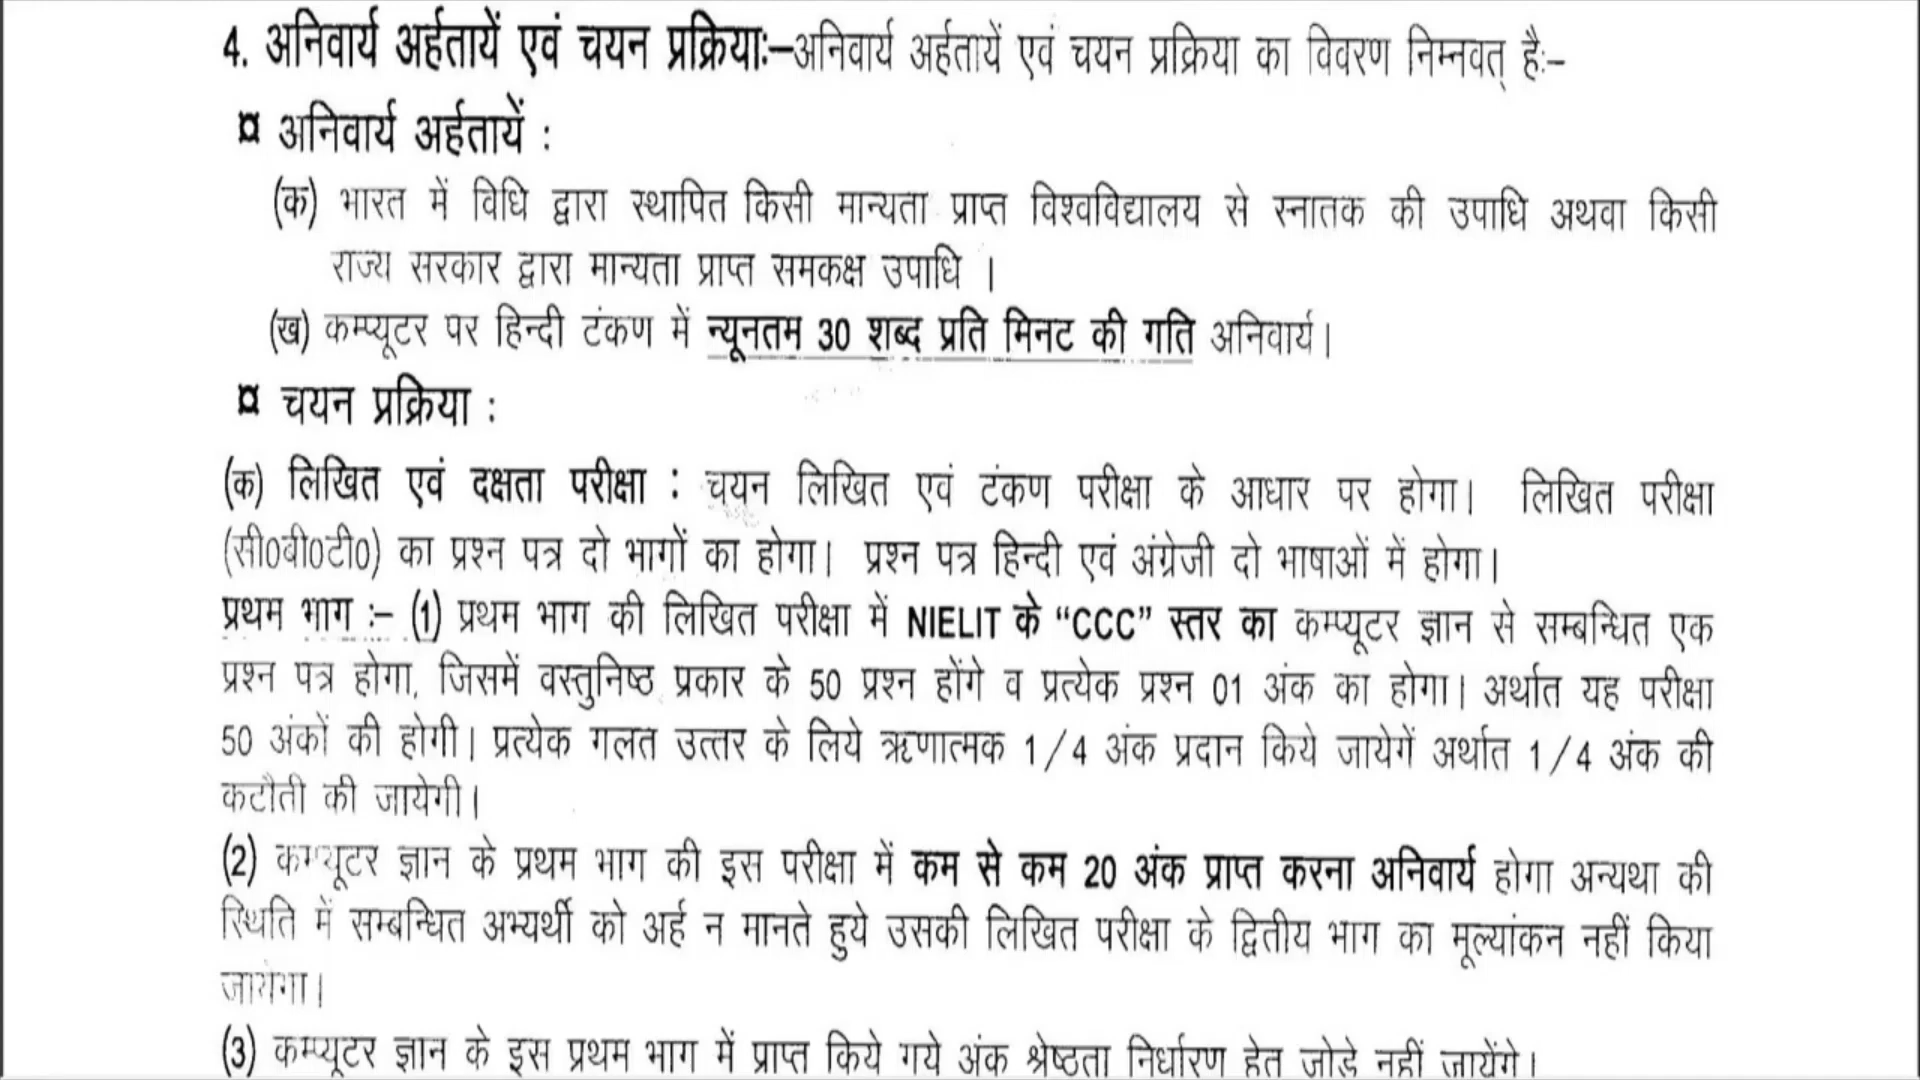 4. अनिवार्य अर्हतायें एवं चयन प्रक्रियाः–अनिवार्य अर्हतायें एवं चयन प्रक्रिया का विवरण निम्नवत् हैः–
¤ अनिवार्य अर्हतायें :
(क) भारत में विधि द्वारा स्थापित किसी मान्यता प्राप्त विश्वविद्यालय से स्नातक की उपाधि अथवा किसी
राज्य सरकार द्वारा मान्यता प्राप्त समकक्ष उपाधि ।
(ख) कम्प्यूटर पर हिन्दी टंकण में न्यूनतम 30 शब्द प्रति मिनट की गति अनिवार्य।
¤ चयन प्रक्रिया :
(क) लिखित एवं दक्षता परीक्षा : चयन लिखित एवं टंकण परीक्षा के आधार पर होगा। लिखित परीक्षा
(सी0बी0टी0) का प्रश्न पत्र दो भागों का होगा। प्रश्न पत्र हिन्दी एवं अंग्रेजी दो भाषाओं में होगा।
प्रथम भाग :– (1) प्रथम भाग की लिखित परीक्षा में NIELIT के “CCC” स्तर का कम्प्यूटर ज्ञान से सम्बन्धित एक
प्रश्न पत्र होगा, जिसमें वस्तुनिष्ठ प्रकार के 50 प्रश्न होंगे व प्रत्येक प्रश्न 01 अंक का होगा। अर्थात यह परीक्षा
50 अंकों की होगी। प्रत्येक गलत उत्तर के लिये ऋणात्मक 1/4 अंक प्रदान किये जायेगें अर्थात 1/4 अंक की
कटौती की जायेगी।
(2) कम्प्यूटर ज्ञान के प्रथम भाग की इस परीक्षा में कम से कम 20 अंक प्राप्त करना अनिवार्य होगा अन्यथा की
स्थिति में सम्बन्धित अभ्यर्थी को अर्ह न मानते हुये उसकी लिखित परीक्षा के द्वितीय भाग का मूल्यांकन नहीं किया
जायेगा।
(3) कम्प्यूटर ज्ञान के इस प्रथम भाग में प्राप्त किये गये अंक श्रेष्ठता निर्धारण हेतु जोड़े नहीं जायेंगे।